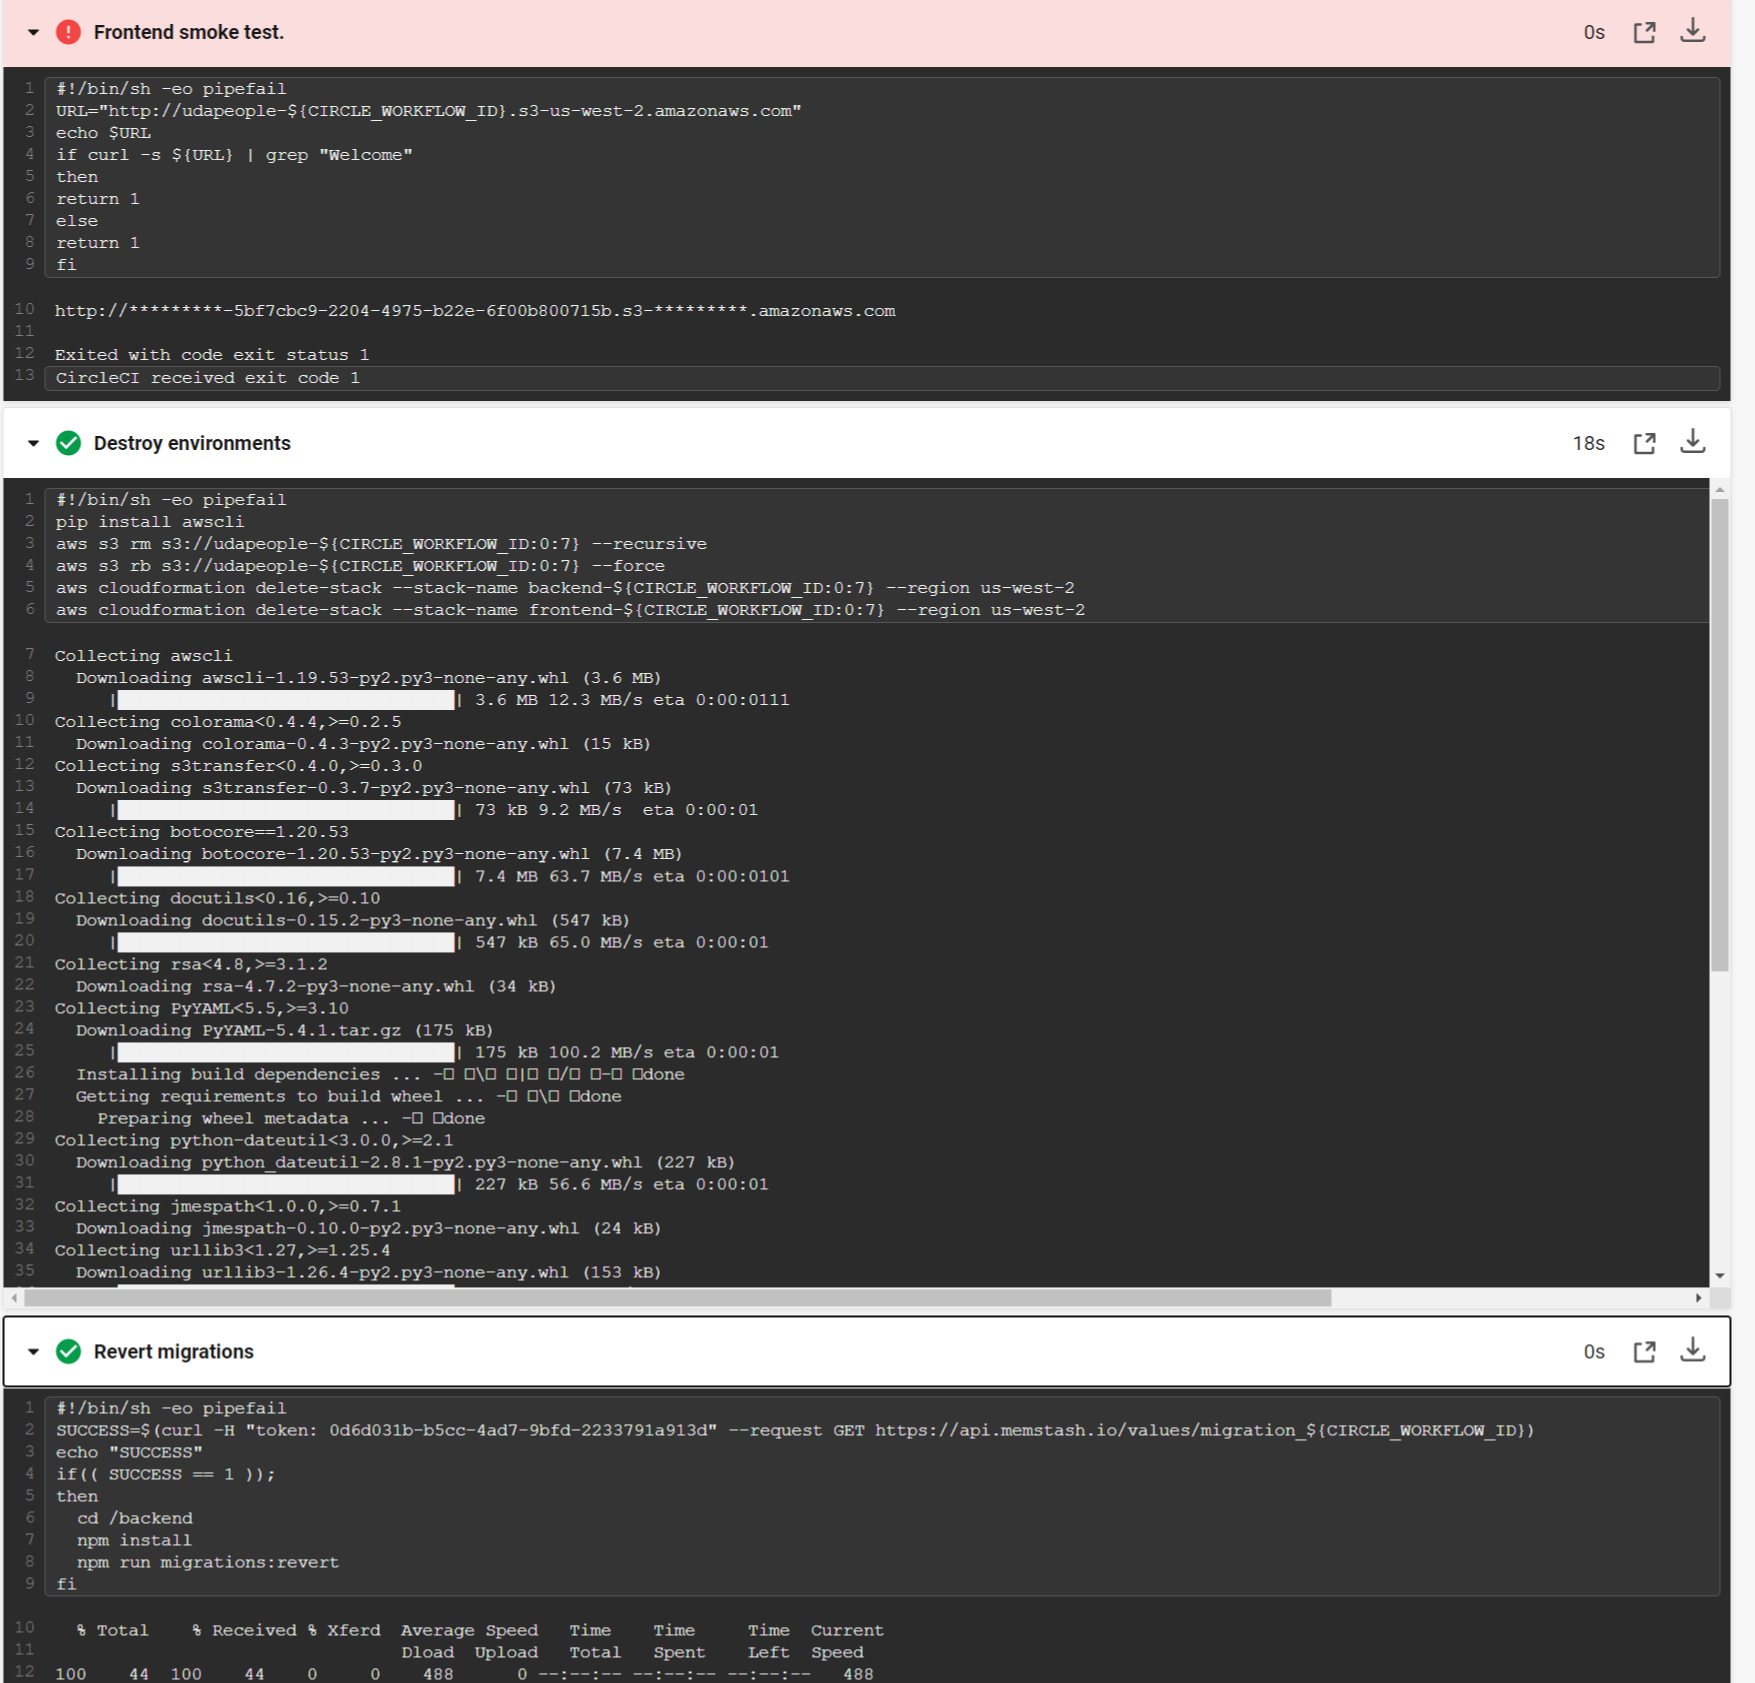 Frontend smoke test.
0s
1 #!/bin/sh -eo pipefail
2 URL="http://udapeople-${CIRCLE_WORKFLOW_ID}.s3-us-west-2.amazonaws.com"
3 echo $URL
4 if curl -s ${URL} | grep "Welcome"
5 then
6 return 1
7 else
8 return 1
9 fi
10 http://*********-5bf7cbc9-2204-4975-b22e-6f00b800715b.s3-*********.amazonaws.com
11
12 Exited with code exit status 1
13 CircleCI received exit code 1
Destroy environments
18s
1 #!/bin/sh -eo pipefail
2 pip install awscli
3 aws s3 rm s3://udapeople-${CIRCLE_WORKFLOW_ID:0:7} --recursive
4 aws s3 rb s3://udapeople-${CIRCLE_WORKFLOW_ID:0:7} --force
5 aws cloudformation delete-stack --stack-name backend-${CIRCLE_WORKFLOW_ID:0:7} --region us-west-2
6 aws cloudformation delete-stack --stack-name frontend-${CIRCLE_WORKFLOW_ID:0:7} --region us-west-2
7 Collecting awscli
8 Downloading awscli-1.19.53-py2.py3-none-any.whl (3.6 MB)
9 |████████████████████████████████| 3.6 MB 12.3 MB/s eta 0:00:0111
10 Collecting colorama<0.4.4,>=0.2.5
11 Downloading colorama-0.4.3-py2.py3-none-any.whl (15 kB)
12 Collecting s3transfer<0.4.0,>=0.3.0
13 Downloading s3transfer-0.3.7-py2.py3-none-any.whl (73 kB)
14 |████████████████████████████████| 73 kB 9.2 MB/s  eta 0:00:01
15 Collecting botocore==1.20.53
16 Downloading botocore-1.20.53-py2.py3-none-any.whl (7.4 MB)
17 |████████████████████████████████| 7.4 MB 63.7 MB/s eta 0:00:0101
18 Collecting docutils<0.16,>=0.10
19 Downloading docutils-0.15.2-py3-none-any.whl (547 kB)
20 |████████████████████████████████| 547 kB 65.0 MB/s eta 0:00:01
21 Collecting rsa<4.8,>=3.1.2
22 Downloading rsa-4.7.2-py3-none-any.whl (34 kB)
23 Collecting PyYAML<5.5,>=3.10
24 Downloading PyYAML-5.4.1.tar.gz (175 kB)
25 |████████████████████████████████| 175 kB 100.2 MB/s eta 0:00:01
26 Installing build dependencies ... -□ □\□ □|□ □/□ □-□ □done
27 Getting requirements to build wheel ... -□ □\□ □done
28 Preparing wheel metadata ... -□ □done
29 Collecting python-dateutil<3.0.0,>=2.1
30 Downloading python_dateutil-2.8.1-py2.py3-none-any.whl (227 kB)
31 |████████████████████████████████| 227 kB 56.6 MB/s eta 0:00:01
32 Collecting jmespath<1.0.0,>=0.7.1
33 Downloading jmespath-0.10.0-py2.py3-none-any.whl (24 kB)
34 Collecting urllib3<1.27,>=1.25.4
35 Downloading urllib3-1.26.4-py2.py3-none-any.whl (153 kB)
Revert migrations
0s
1 #!/bin/sh -eo pipefail
2 SUCCESS=$(curl -H "token: 0d6d031b-b5cc-4ad7-9bfd-2233791a913d" --request GET https://api.memstash.io/values/migration_${CIRCLE_WORKFLOW_ID})
3 echo "SUCCESS"
4 if(( SUCCESS == 1 ));
5 then
6 cd /backend
7 npm install
8 npm run migrations:revert
9 fi
10 % Total % Received % Xferd Average Speed Time Time Time Current
11 Dload Upload Total Spent Left Speed
12 100 44 100 44 0 0 488 0 --:--:-- --:--:-- --:--:-- 488